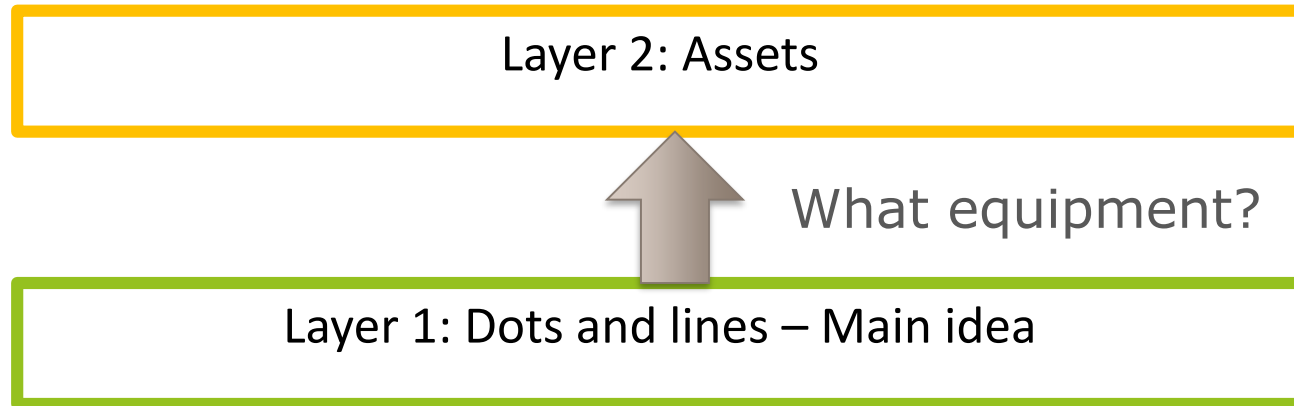 Layer 2: Assets
What equipment?
Layer 1: Dots and lines – Main idea